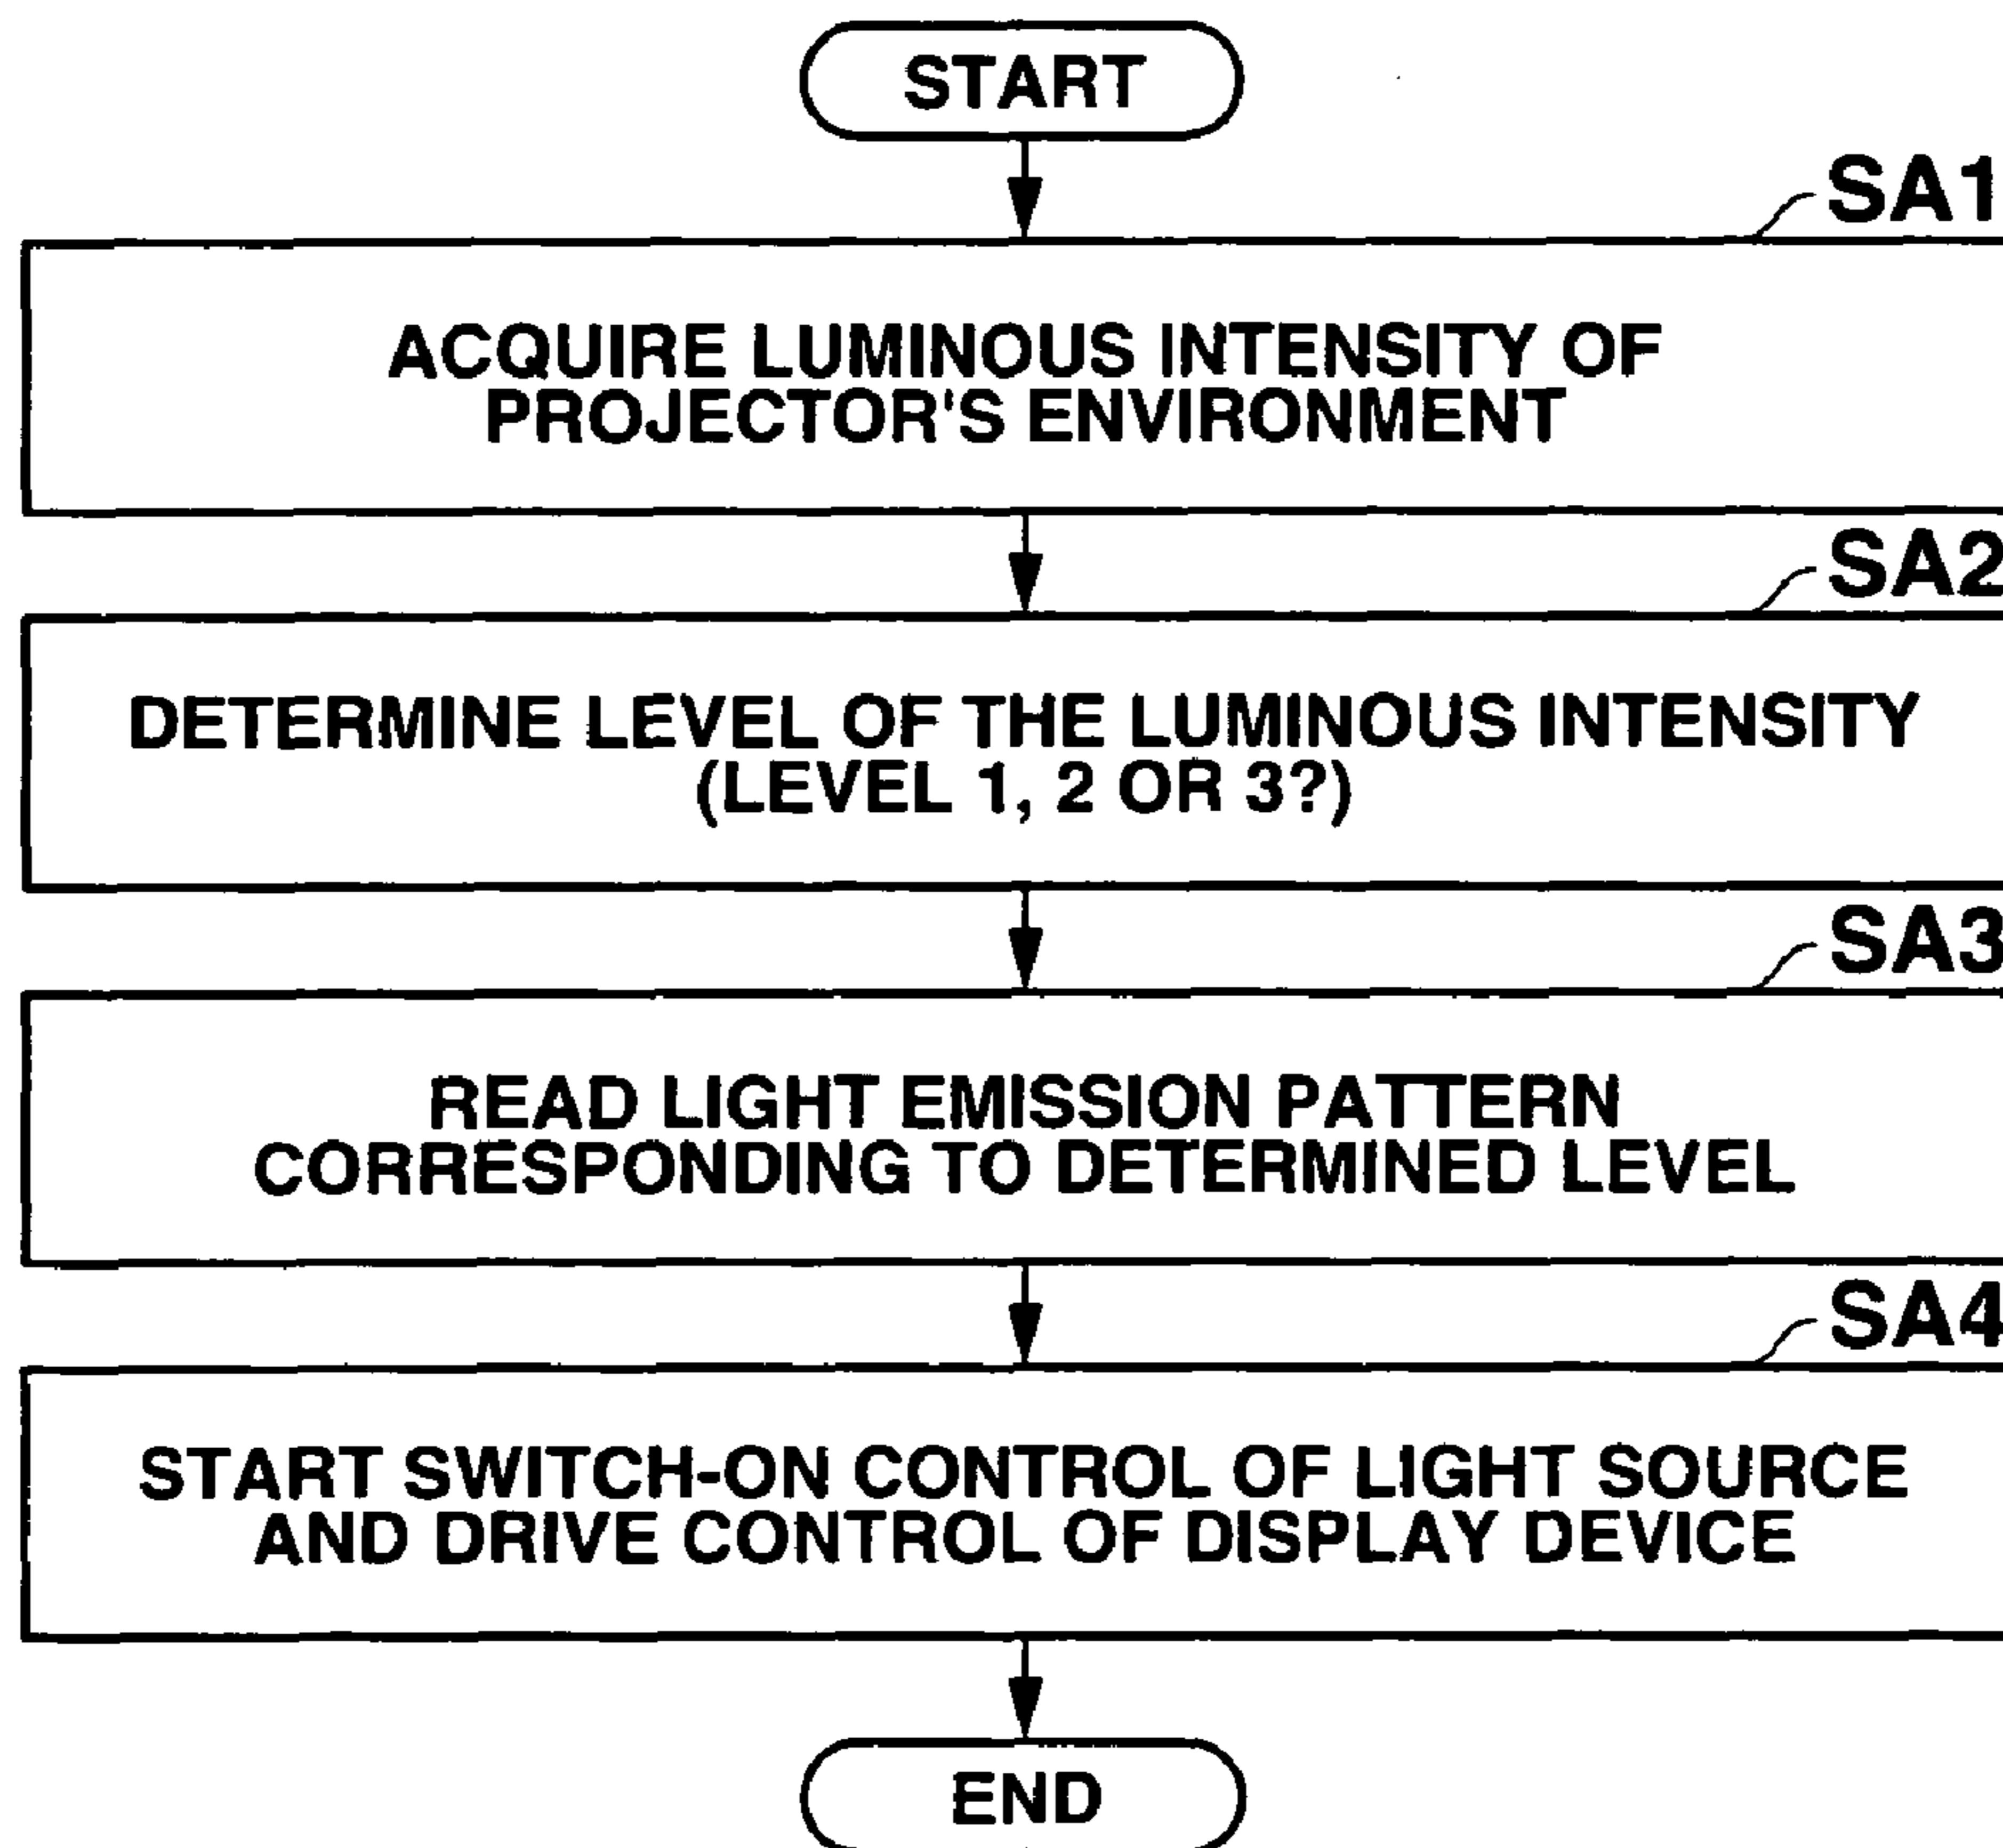 START
SA1
ACQUIRE LUMINOUS INTENSITY OF
PROJECTOR'S ENVIRONMENT
SA2
DETERMINE LEVEL OF THE LUMINOUS INTENSITY
(LEVEL 1, 2 OR 3?)
SA3
READ LIGHT EMISSION PATTERN
CORRESPONDING TO DETERMINED LEVEL
SA4
START SWITCH-ON CONTROL OF LIGHT SOURCE
AND DRIVE CONTROL OF DISPLAY DEVICE
END